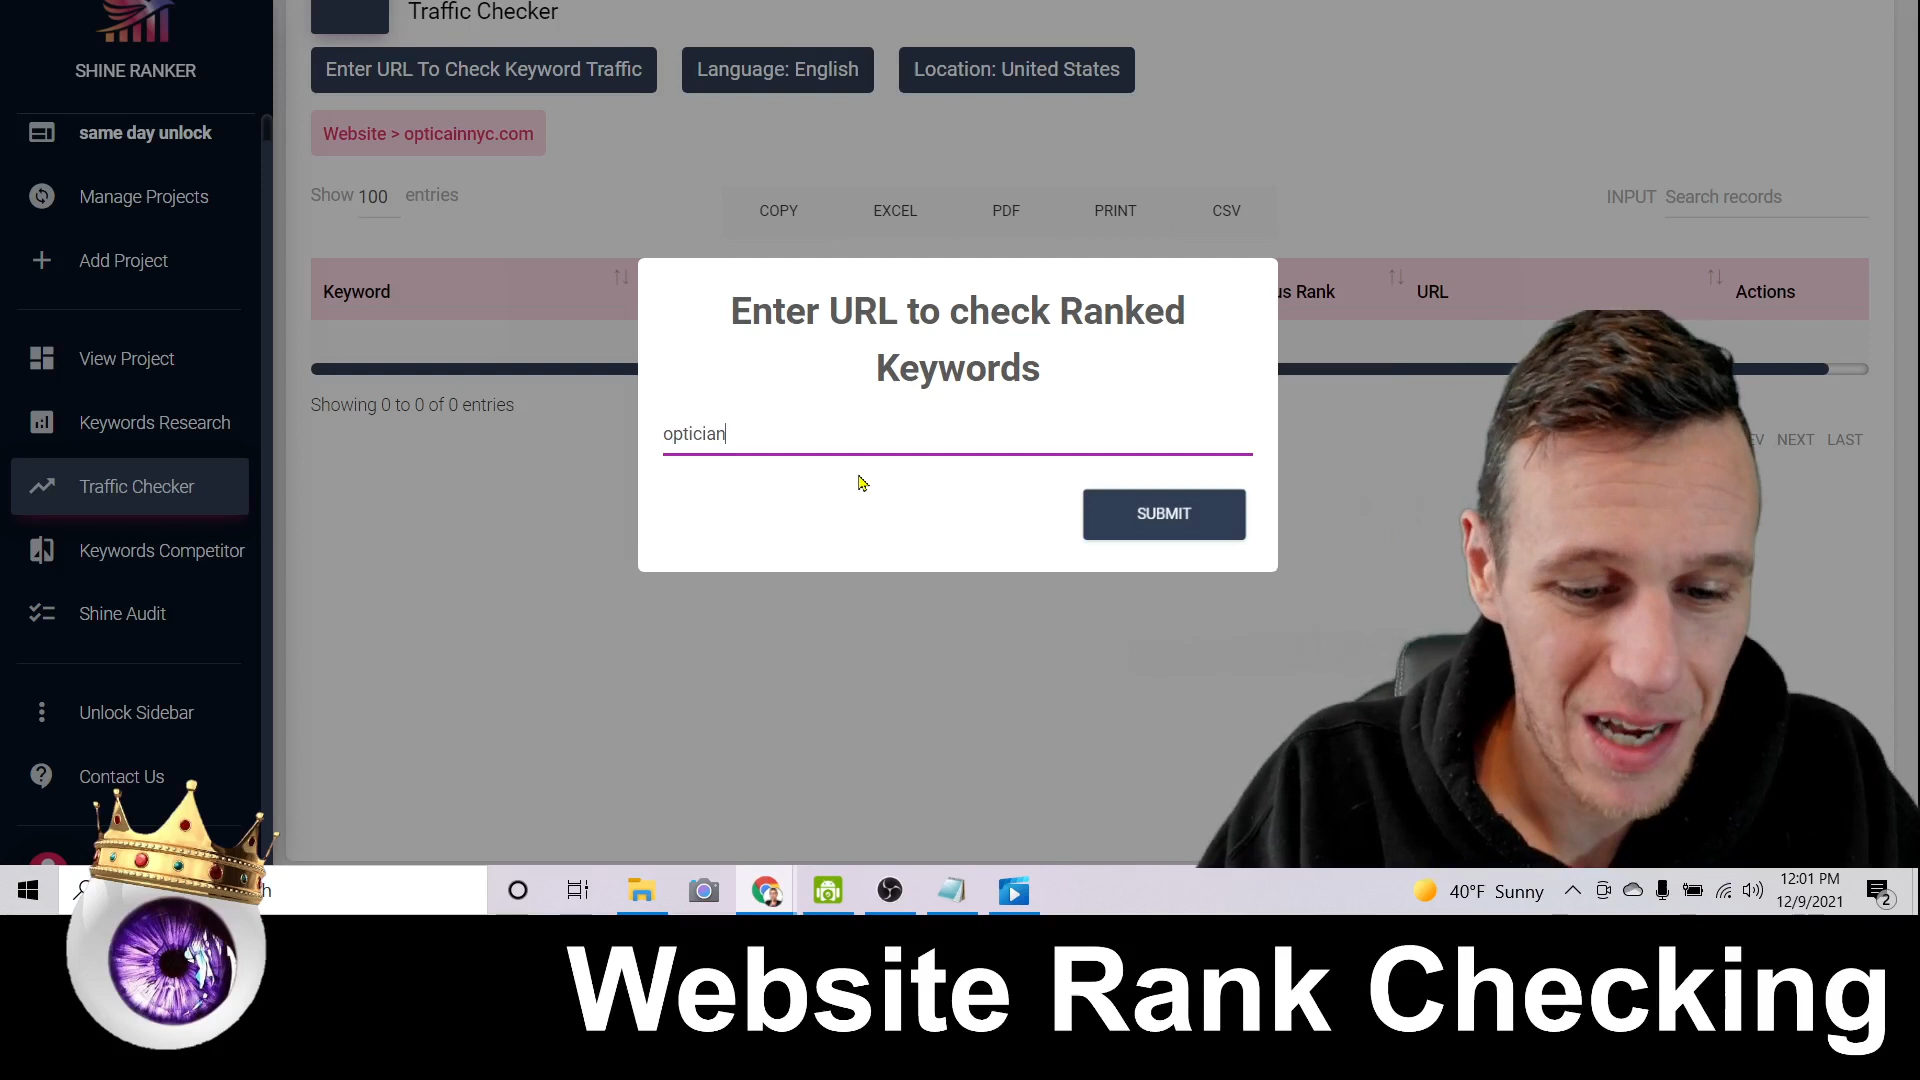 Traffic Checker
SHINE RANKER
Enter URL To Check Keyword Traffic
Language: English
Location: United States
same day unlock
Website > opticainnyc.com
Manage Projects
Show 100 entries
COPY
EXCEL
PDF
PRINT
CSV
INPUT Search records
Add Project
Keyword
Rank
URL
Actions
Enter URL to check Ranked
Keywords
View Project
Showing 0 to 0 of 0 entries
optician
NEXT
LAST
Keywords Research
Traffic Checker
SUBMIT
Keywords Competitor
Shine Audit
Unlock Sidebar
Contact Us
40°F Sunny
12:01 PM
12/9/2021
2
Website Rank Checking